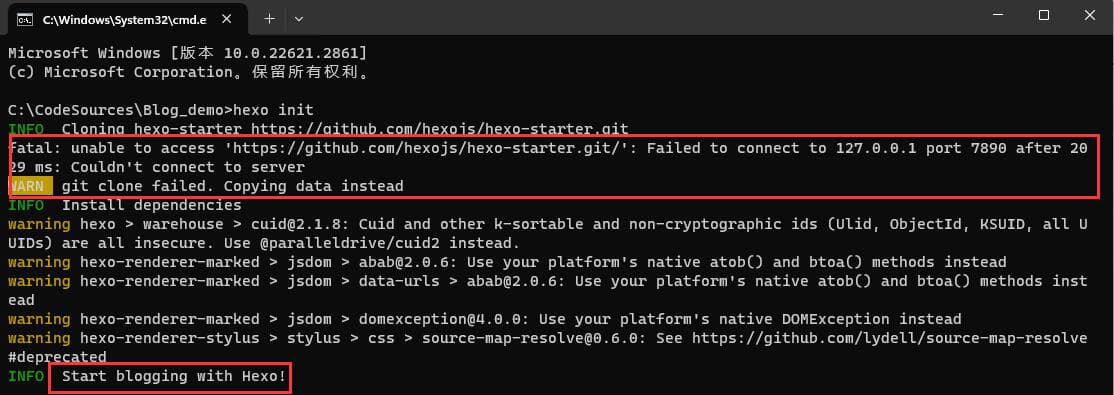 C:\Windows\System32\cmd.e
Microsoft Windows [版本 10.0.22621.2861]
(c) Microsoft Corporation。保留所有权利。
C:\CodeSources\Blog_demo>hexo init
INFO  Cloning hexo-starter https://github.com/hexojs/hexo-starter.git
fatal: unable to access 'https://github.com/hexojs/hexo-starter.git/': Failed to connect to 127.0.0.1 port 7890 after 20
29 ms: Couldn't connect to server
WARN  git clone failed. Copying data instead
INFO  Install dependencies
warning hexo > warehouse > cuid@2.1.8: Cuid and other k-sortable and non-cryptographic ids (Ulid, ObjectId, KSUID, all U
UIDs) are all insecure. Use @paralleldrive/cuid2 instead.
warning hexo-renderer-marked > jsdom > abab@2.0.6: Use your platform's native atob() and btoa() methods instead
warning hexo-renderer-marked > jsdom > data-urls > abab@2.0.6: Use your platform's native atob() and btoa() methods inst
ead
warning hexo-renderer-marked > jsdom > domexception@4.0.0: Use your platform's native DOMException instead
warning hexo-renderer-stylus > stylus > css > source-map-resolve@0.6.0: See https://github.com/lydell/source-map-resolve
#deprecated
INFO  Start blogging with Hexo!